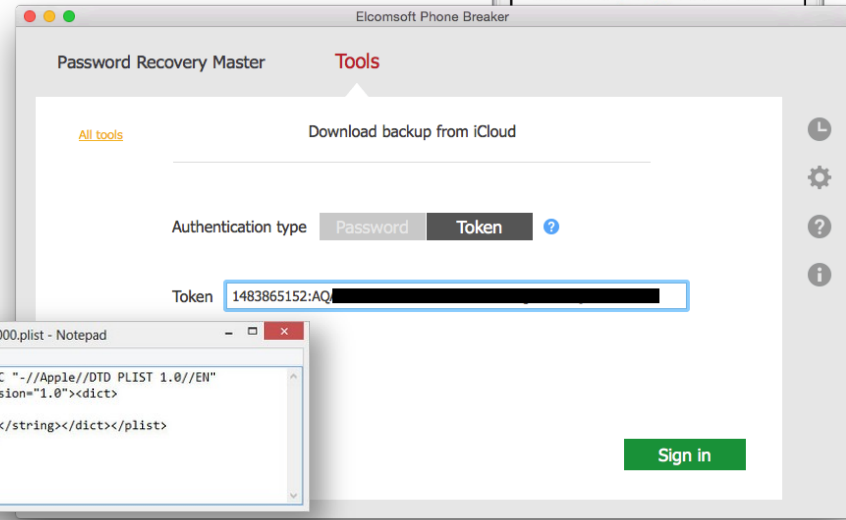 Elcomsoft Phone Breaker
Password Recovery Master
Tools
All tools
Download backup from iCloud
Authentication type
Password
Token
Token
1483865152:AQ
000.plist - Notepad
C "-//Apple//DTD PLIST 1.0//EN"
sion="1.0"><dict>
</string></dict></plist>
Sign in